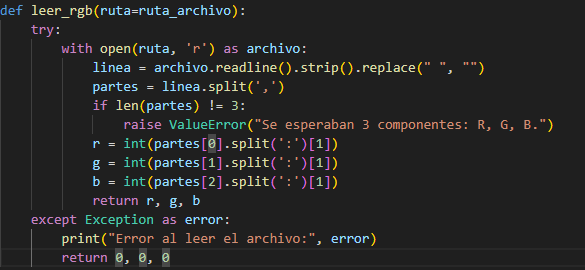 def leer_rgb(ruta=ruta_archivo):
    try:
        with open(ruta, 'r') as archivo:
            linea = archivo.readline().strip().replace(" ", "")
            partes = linea.split(',')
            if len(partes) != 3:
                raise ValueError("Se esperaban 3 componentes: R, G, B.")
            r = int(partes[0].split(':')[1])
            g = int(partes[1].split(':')[1])
            b = int(partes[2].split(':')[1])
            return r, g, b
    except Exception as error:
        print("Error al leer el archivo:", error)
        return 0, 0, 0